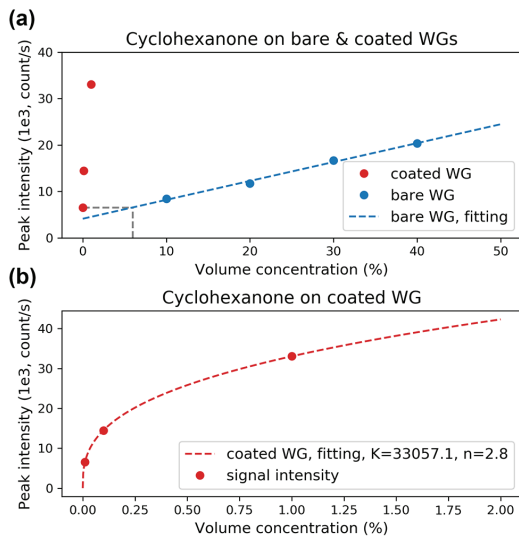 (a)
Cyclohexanone on bare & coated WGs
Peak intensity (1e3, count/s)
40
30
20
10
0
coated WG
bare WG
bare WG, fitting
0 10 20 30 40 50
Volume concentration (%)
(b)
Cyclohexanone on coated WG
Peak intensity (1e3, count/s)
40
30
20
10
0
coated WG, fitting, K=33057.1, n=2.8
signal intensity
0.00 0.25 0.50 0.75 1.00 1.25 1.50 1.75 2.00
Volume concentration (%)